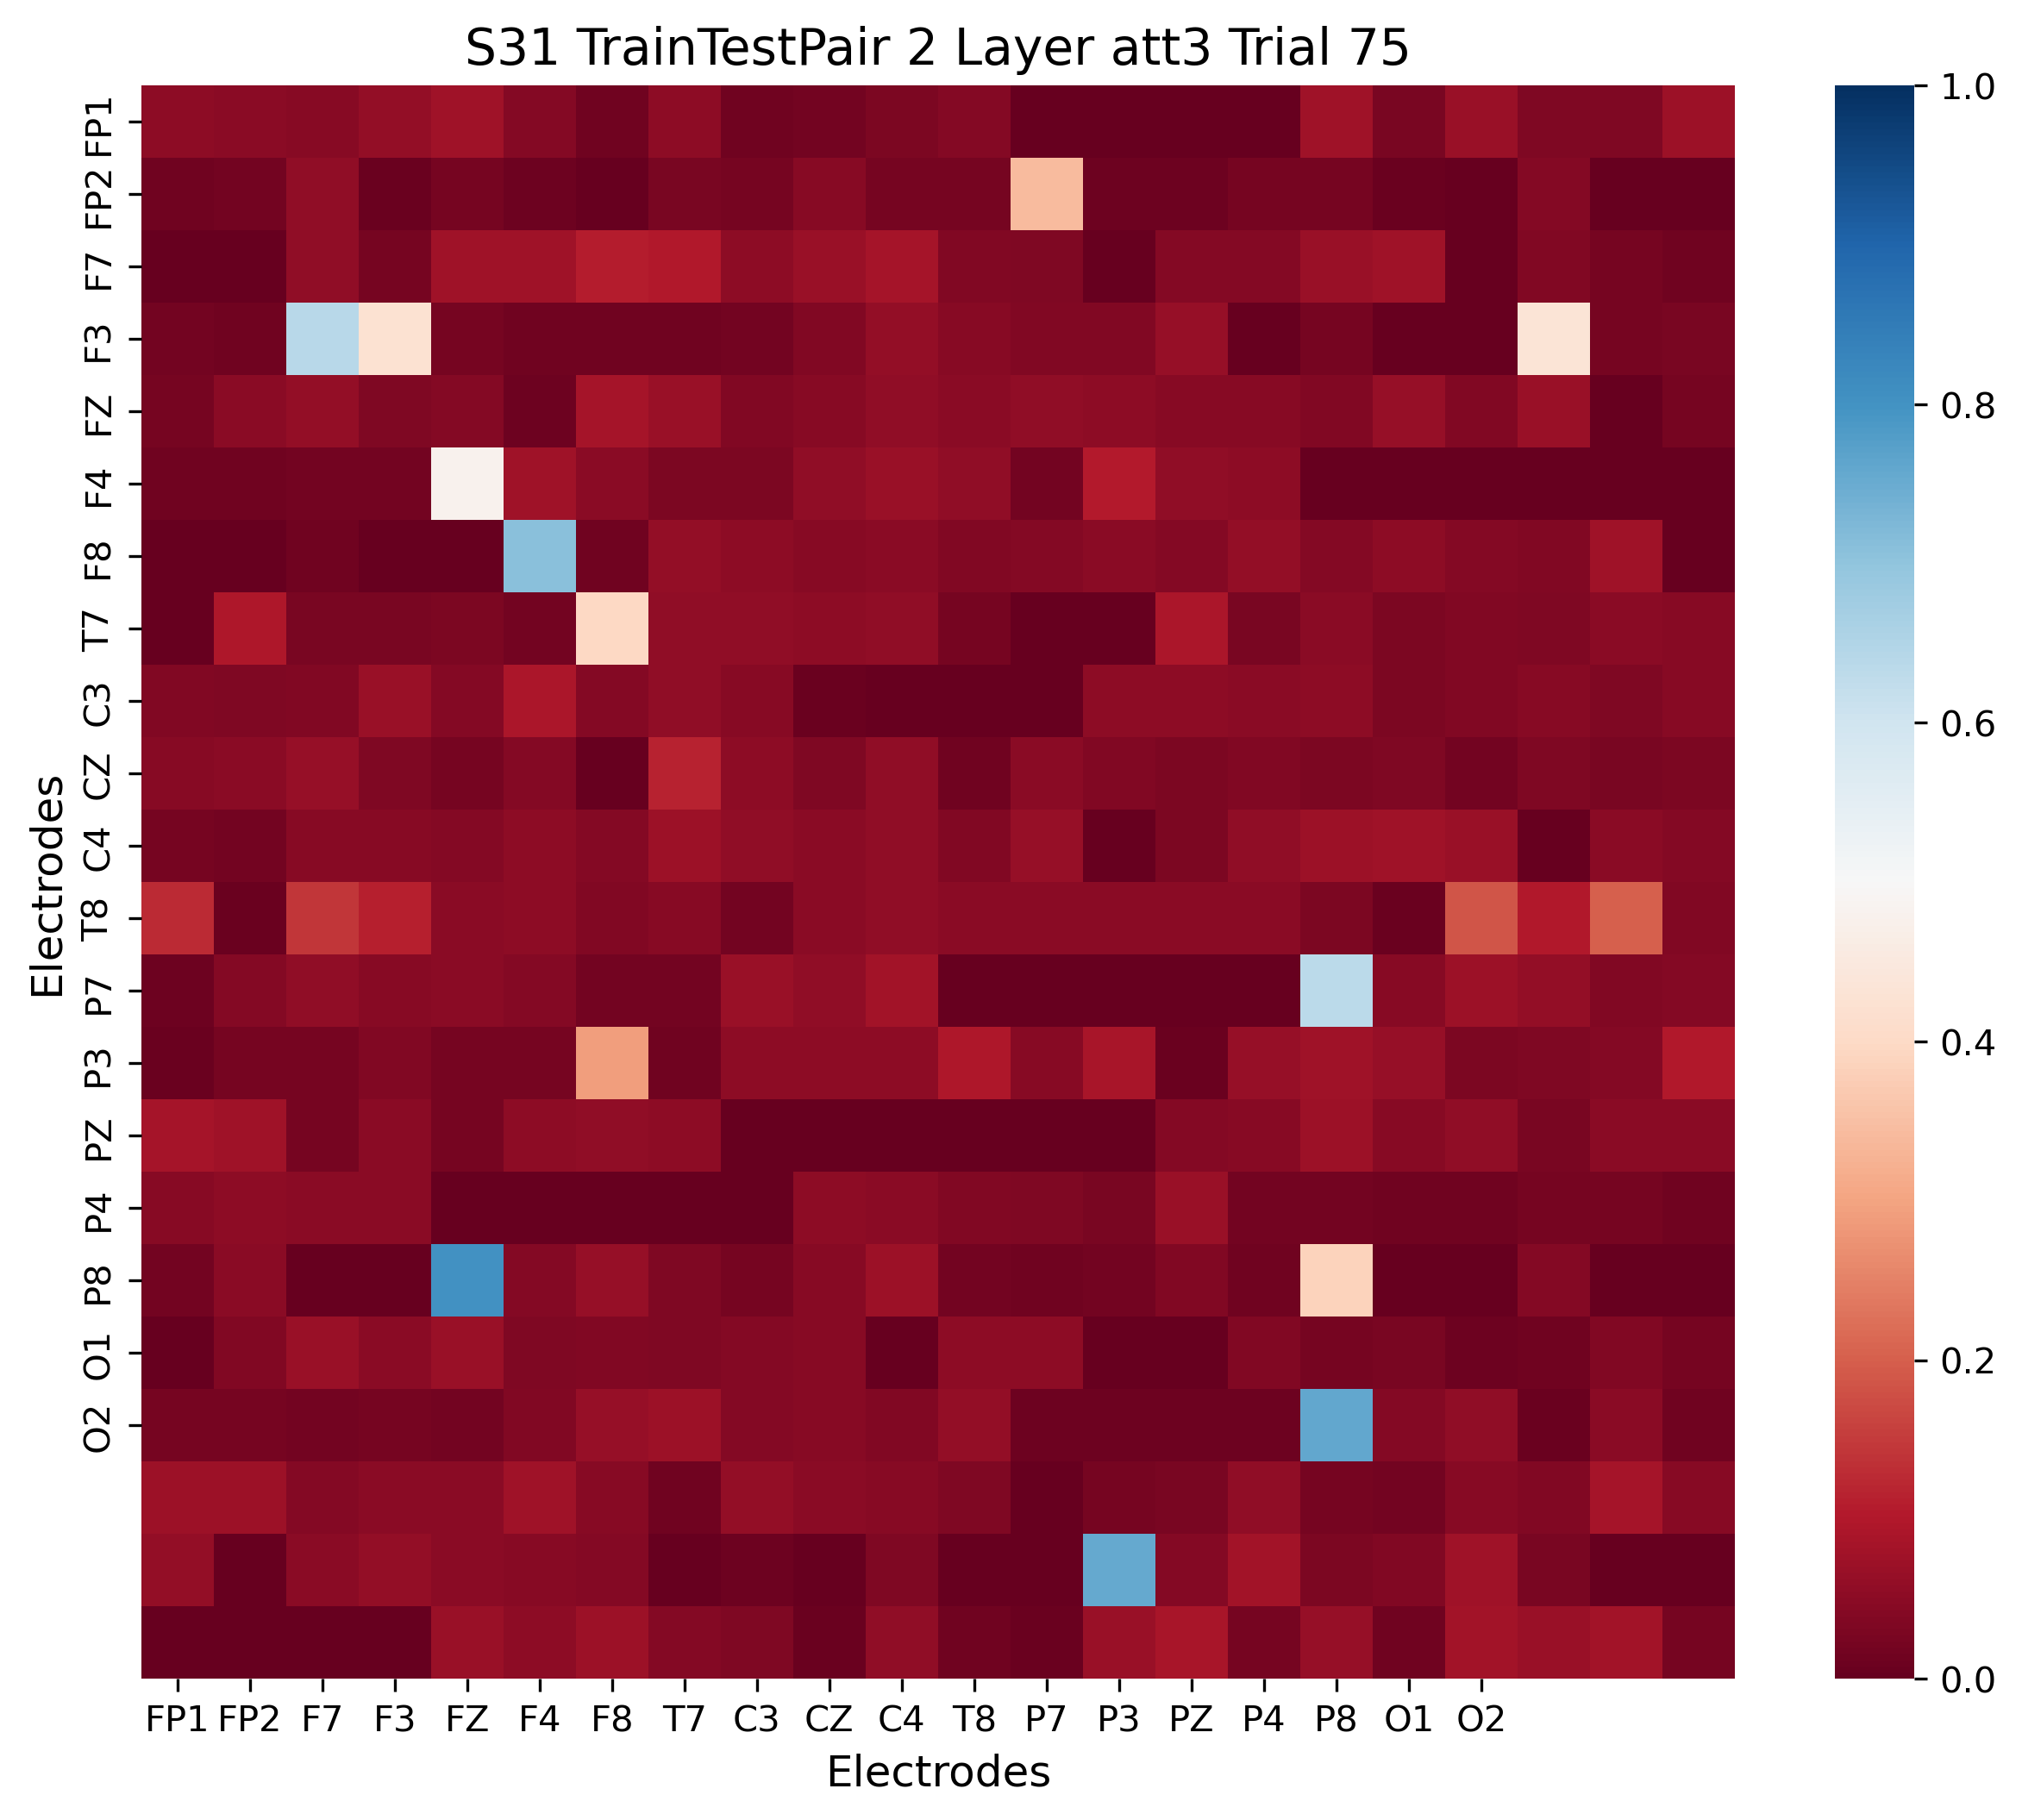 S31 TrainTestPair 2 Layer att3 Trial 75
Electrodes
FP1
FP2
F7
F3
FZ
F4
F8
T7
C3
CZ
C4
T8
P7
P3
PZ
P4
P8
O1
O2
FP1 FP2 F7 F3 FZ F4 F8 T7 C3 CZ C4 T8 P7 P3 PZ P4 P8 O1 O2
Electrodes
1.0
0.8
0.6
0.4
0.2
0.0